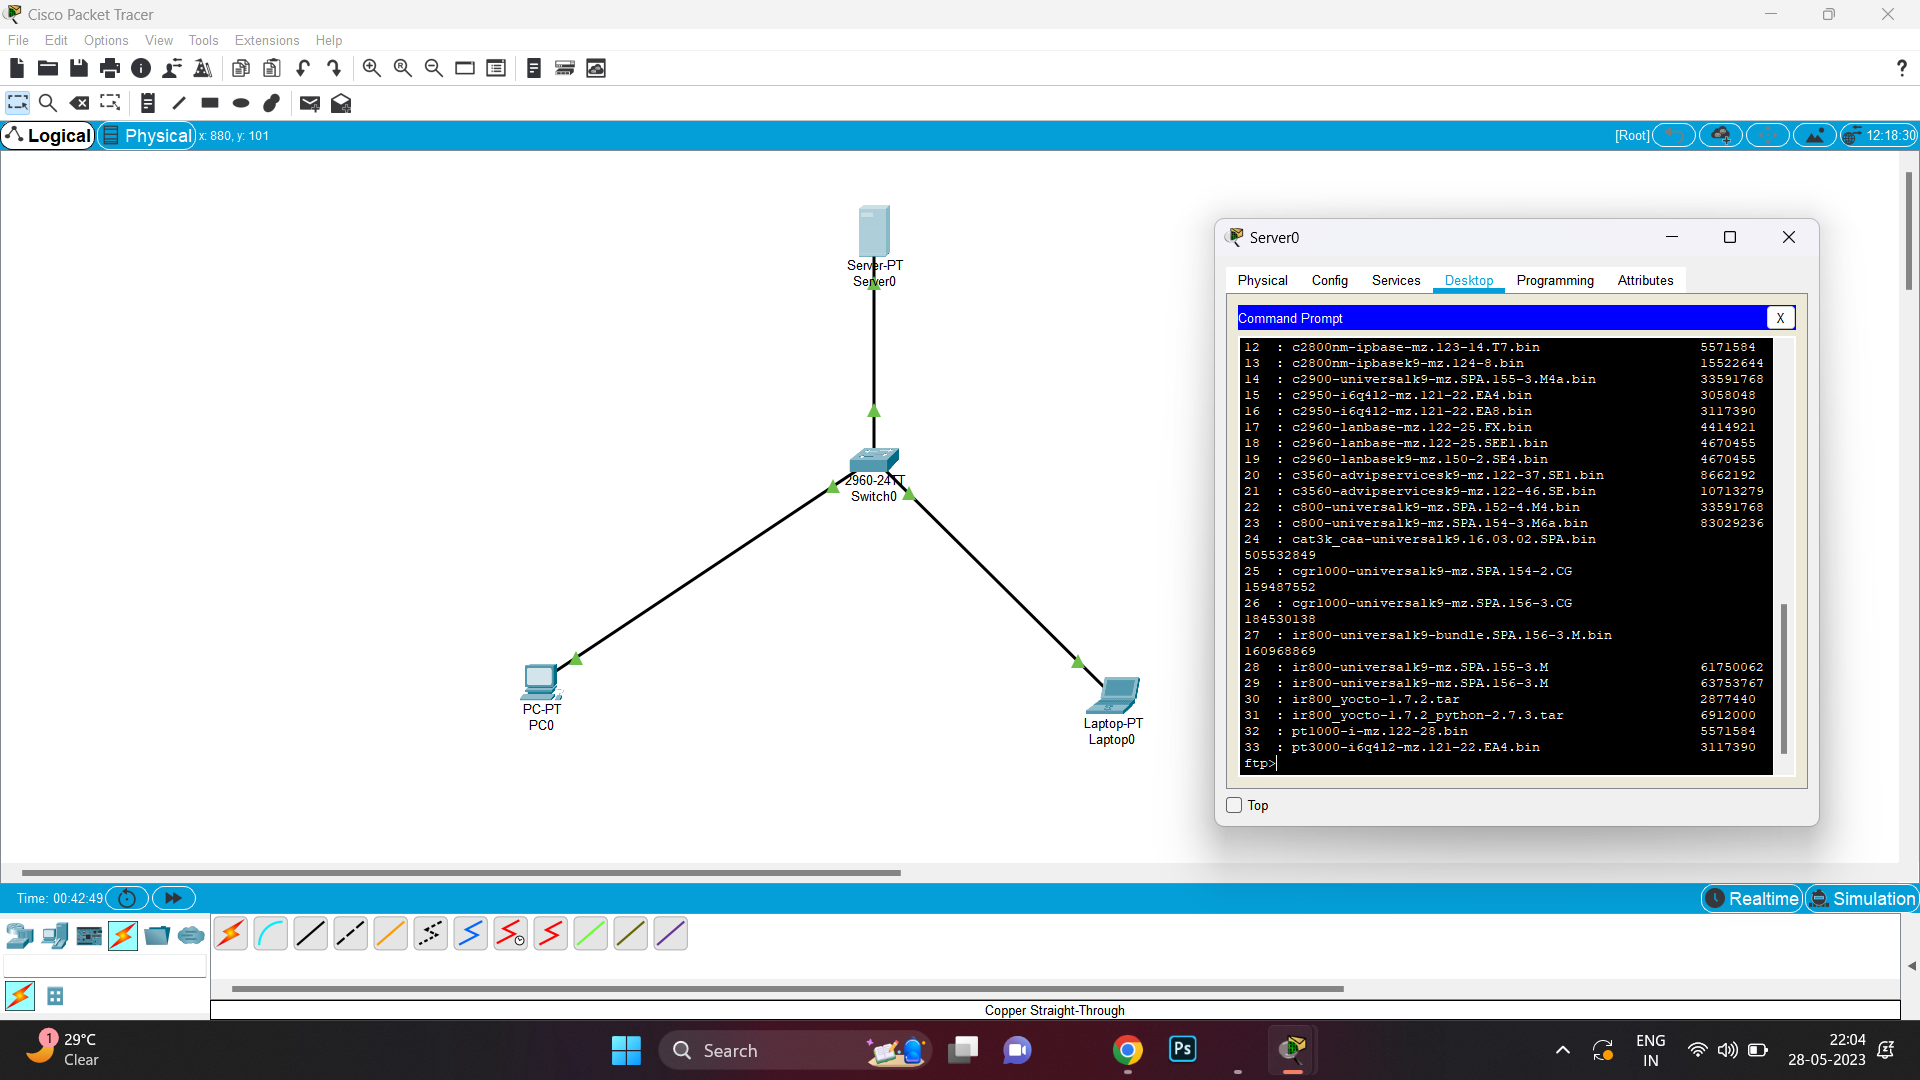 Cisco Packet Tracer
File Edit Options View Tools Extensions Help
?
Logical Physical x: 880, y: 101 [Root] 12:18:30
Server-PT
Server0
2960-24TT
Switch0
PC-PT
PC0
Laptop-PT
Laptop0
Server0
Physical Config Services Desktop Programming Attributes
Command Prompt X
12 : c2800nm-ipbase-mz.123-14.T7.bin 5571584
13 : c2800nm-ipbasek9-mz.124-8.bin 15522644
14 : c2900-universalk9-mz.SPA.155-3.M4a.bin 33591768
15 : c2950-i6q4l2-mz.121-22.EA4.bin 3058048
16 : c2950-i6q4l2-mz.121-22.EA8.bin 3117390
17 : c2960-lanbase-mz.122-25.FX.bin 4414921
18 : c2960-lanbase-mz.122-25.SEE1.bin 4670455
19 : c2960-lanbasek9-mz.150-2.SE4.bin 4670455
20 : c3560-advipservicesk9-mz.122-37.SE1.bin 8662192
21 : c3560-advipservicesk9-mz.122-46.SE.bin 10713279
22 : c800-universalk9-mz.SPA.152-4.M4.bin 33591768
23 : c800-universalk9-mz.SPA.154-3.M6a.bin 83029236
24 : cat3k_caa-universalk9.16.03.02.SPA.bin
505532849
25 : cgr1000-universalk9-mz.SPA.154-2.CG
159487552
26 : cgr1000-universalk9-mz.SPA.156-3.CG
184530138
27 : ir800-universalk9-bundle.SPA.156-3.M.bin
160968869
28 : ir800-universalk9-mz.SPA.155-3.M 61750062
29 : ir800-universalk9-mz.SPA.156-3.M 63753767
30 : ir800_yocto-1.7.2.tar 2877440
31 : ir800_yocto-1.7.2_python-2.7.3.tar 6912000
32 : pt1000-i-mz.122-28.bin 5571584
33 : pt3000-i6q4l2-mz.121-22.EA4.bin 3117390
ftp>
Top
Time: 00:42:49 Realtime Simulation
Copper Straight-Through
1
29°C
Clear
Search
Ps
ENG
IN
22:04
28-05-2023